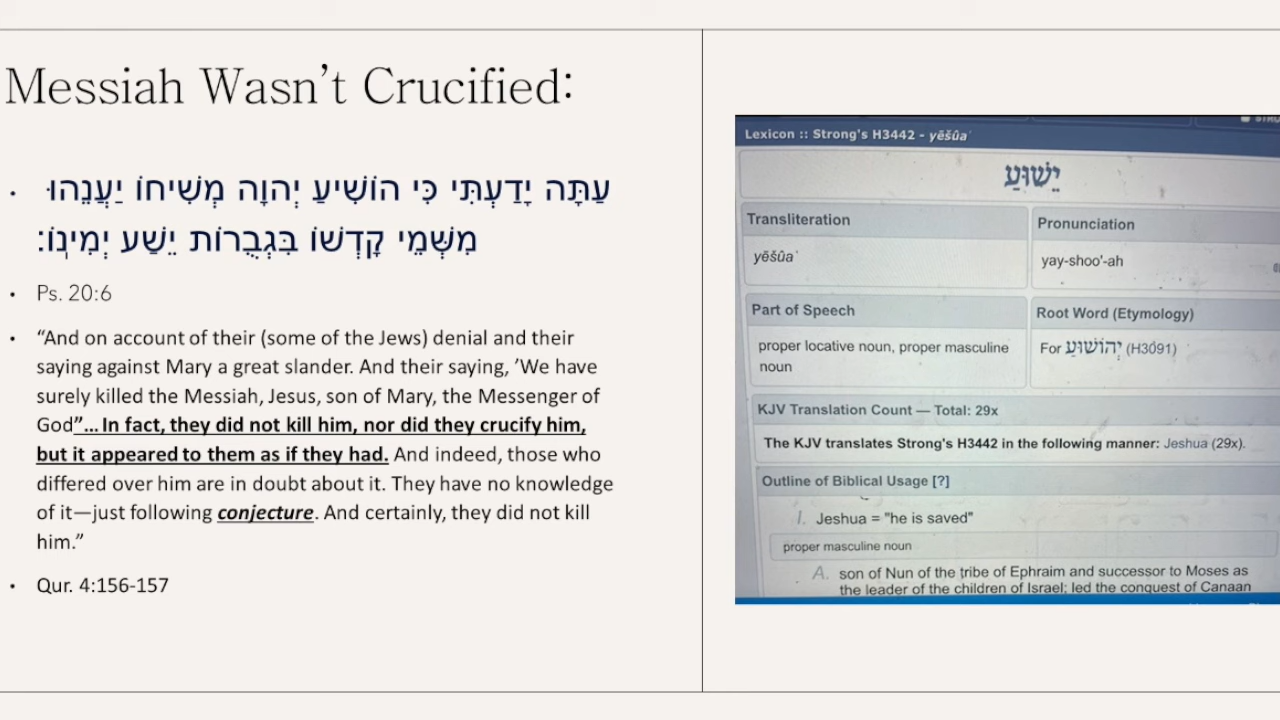 Messiah Wasn’t Crucified:
• עַתָּה יָדַעְתִּי כִּי הוֹשִׁיעַ יְהוָה מְשִׁיחוֹ יַעֲנֵהוּ
מִשְּׁמֵי קָדְשׁוֹ בִּגְבֻרוֹת יֵשַׁע יְמִינֽוֹ׃
• Ps. 20:6
• “And on account of their (some of the Jews) denial and their
saying against Mary a great slander. And their saying, ’We have
surely killed the Messiah, Jesus, son of Mary, the Messenger of
God”… In fact, they did not kill him, nor did they crucify him,
but it appeared to them as if they had. And indeed, those who
differed over him are in doubt about it. They have no knowledge
of it—just following conjecture. And certainly, they did not kill
him.”
• Qur. 4:156-157
Lexicon :: Strong's H3442 - yēšûaʿ
יֵשׁוּעַ
Transliteration
yēšûaʿ
Pronunciation
yay-shoo'-ah
Part of Speech
proper locative noun, proper masculine
noun
Root Word (Etymology)
For יְהוֹשׁוּעַ (H3091)
KJV Translation Count — Total: 29x
The KJV translates Strong's H3442 in the following manner: Jeshua (29x).
Outline of Biblical Usage [?]
I. Jeshua = "he is saved"
proper masculine noun
A. son of Nun of the tribe of Ephraim and successor to Moses as
the leader of the children of Israel; led the conquest of Canaan